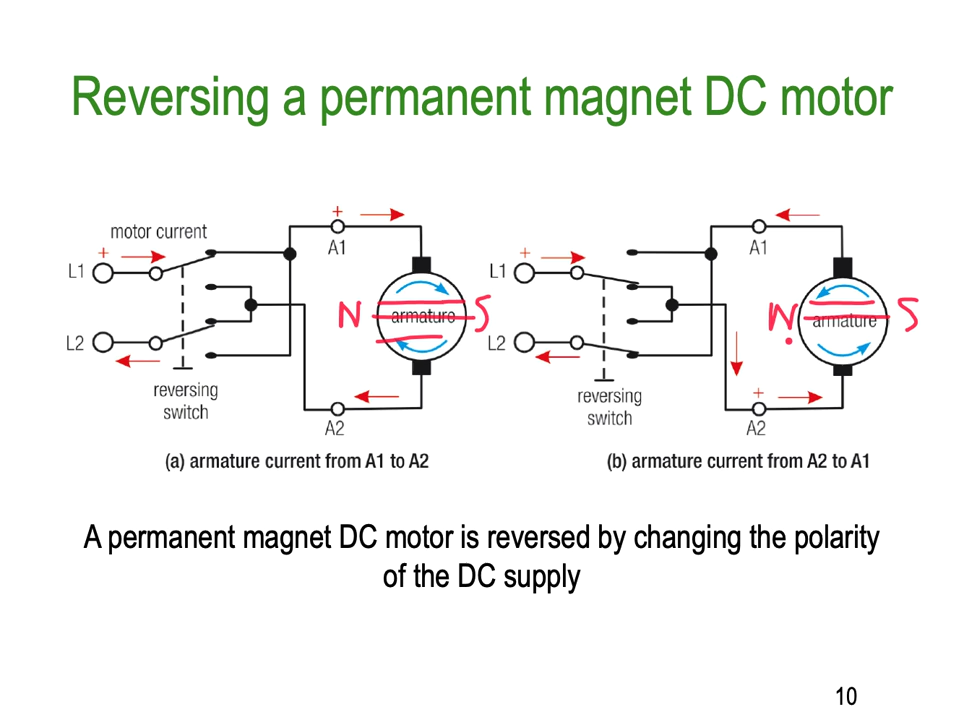 Reversing a permanent magnet DC motor
motor current
+
L1
L2
reversing
switch
+
A1
N
armature
S
A2
(a) armature current from A1 to A2
+
L1
L2
reversing
switch
A1
N
armature
S
+
A2
(b) armature current from A2 to A1
A permanent magnet DC motor is reversed by changing the polarity
of the DC supply
10